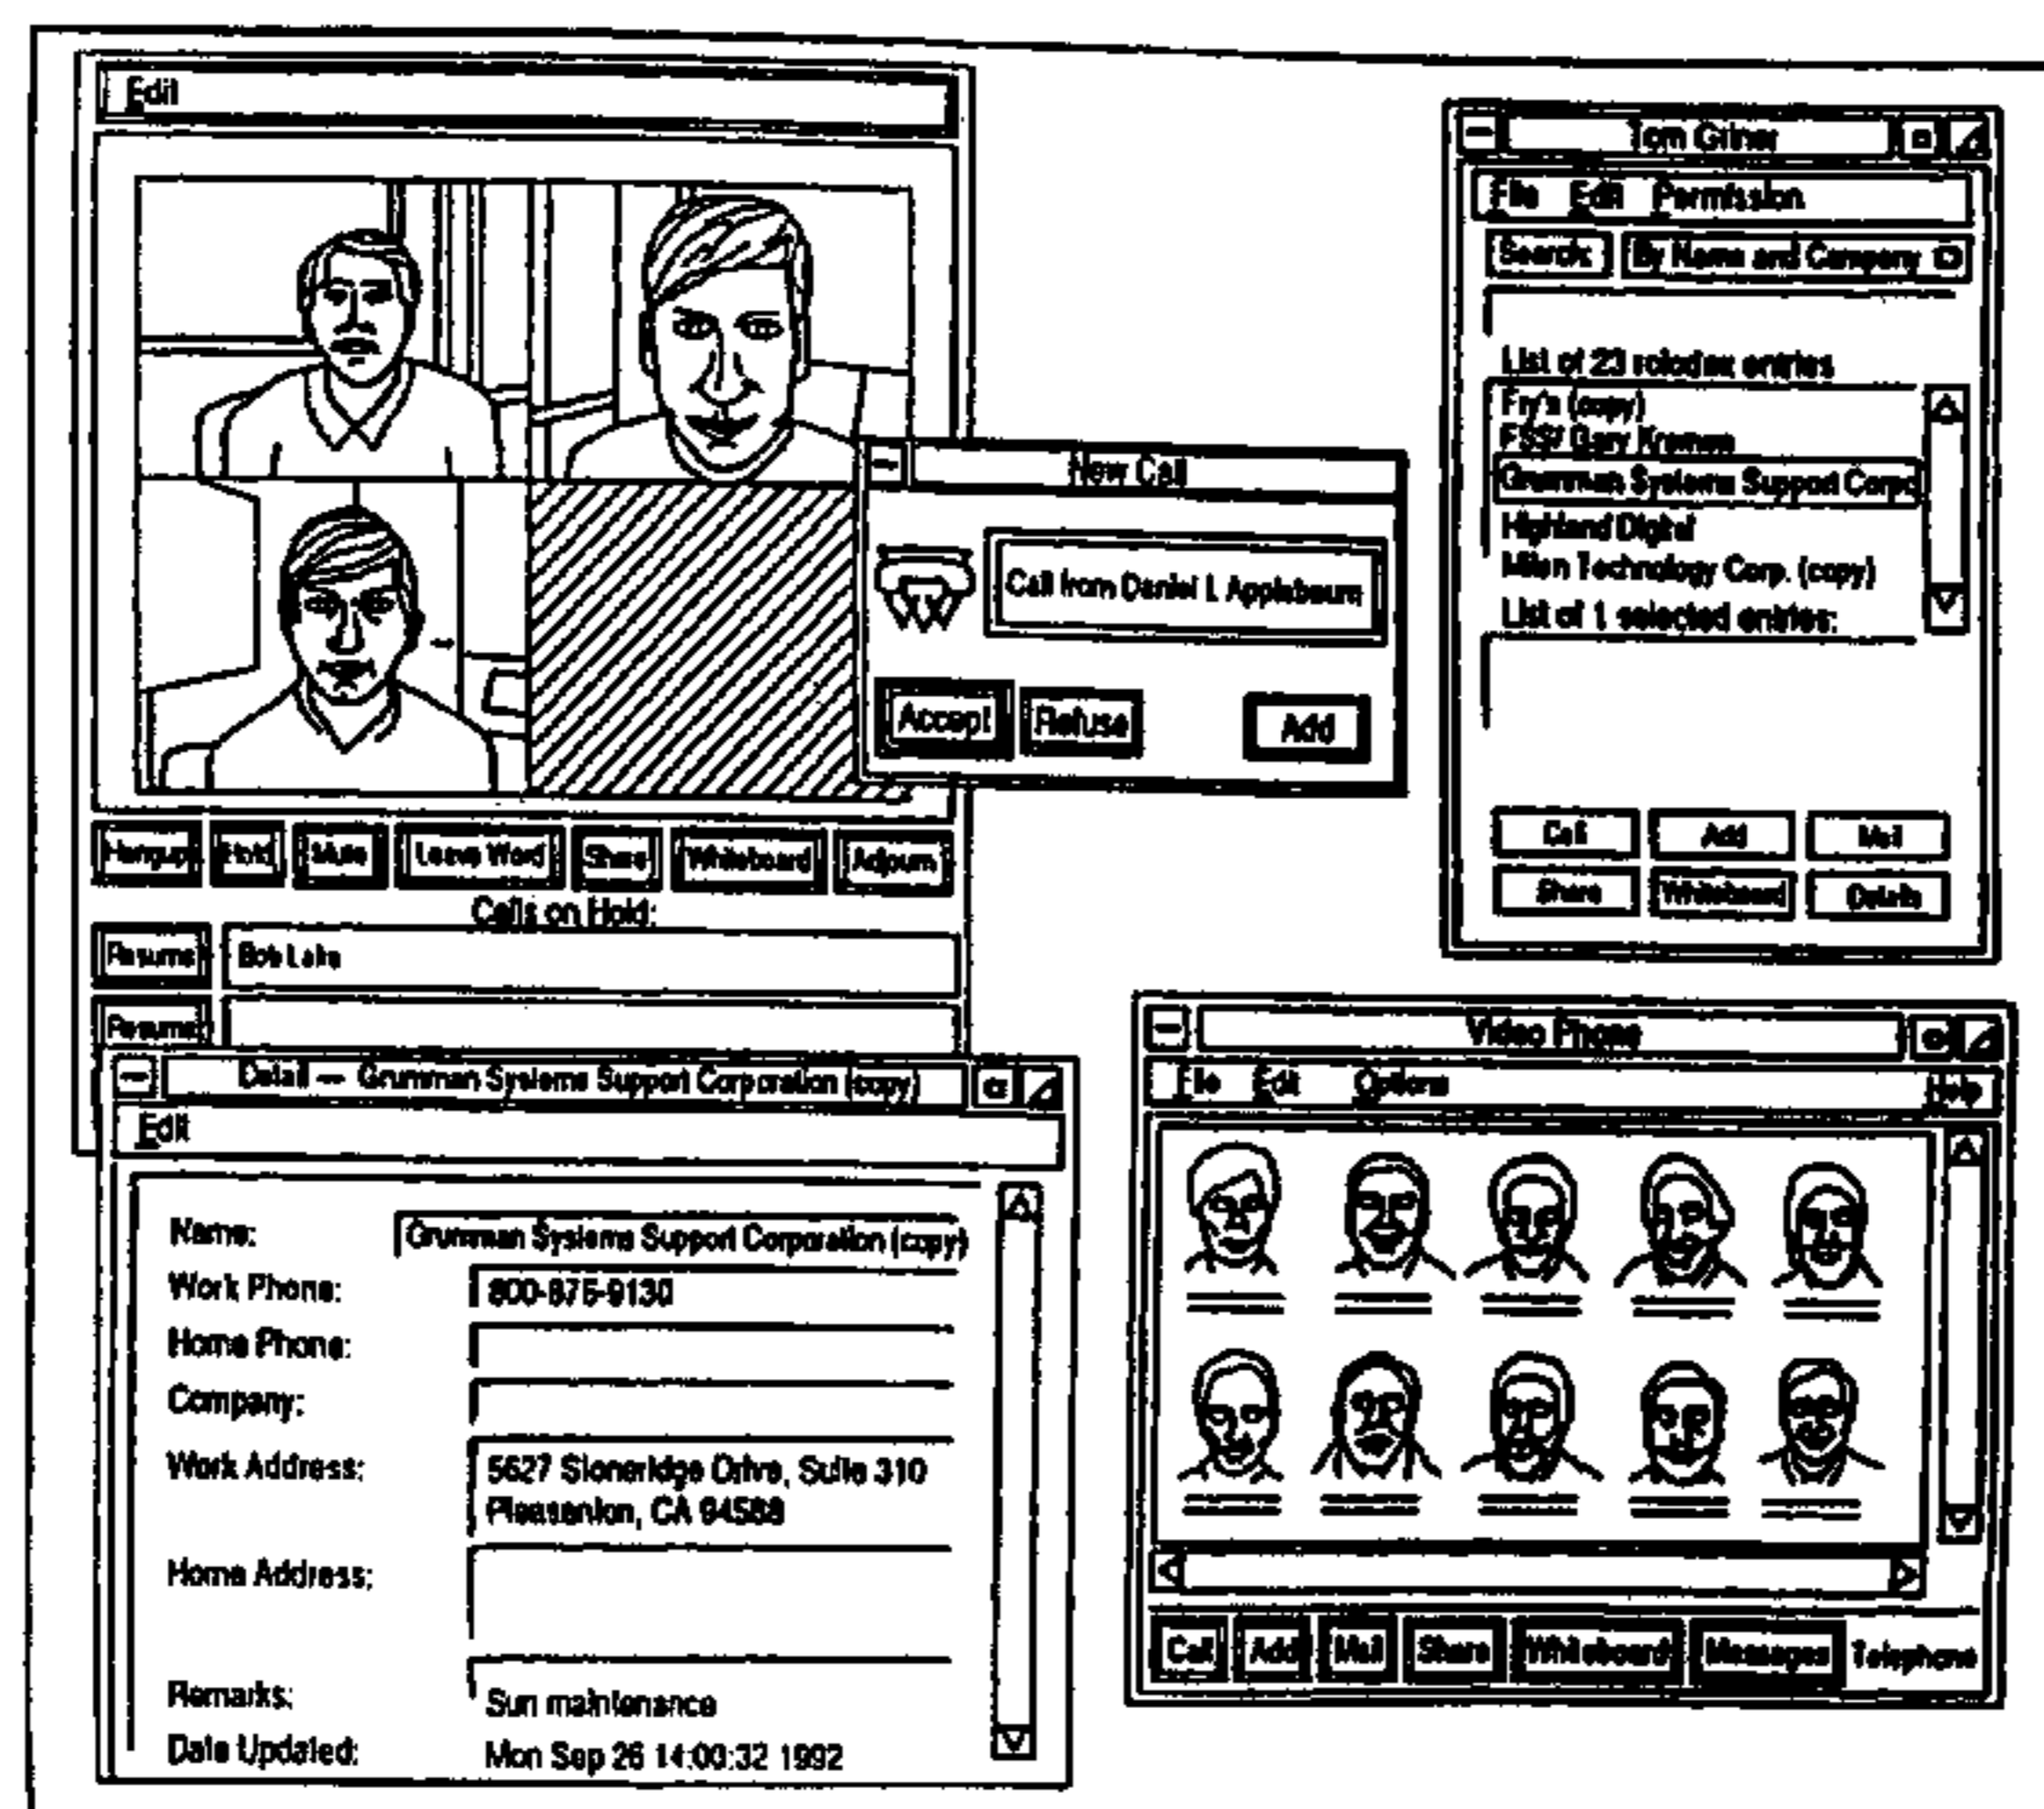 Edit
Hangup Hold Mute Leave Word Share Whiteboard Adjourn
Calls on Hold:
Resume Bob Lake
Resume
New Call
Call from Daniel I. Applebaum
Accept Refuse Add
Tom Griner
File Edit Permission
Search: By Name and Company
List of 23 rolodex entries
Fry's (copy)
FSS/ Gary
Grumman Systems Support Corpo
Highland Digital
Technology Corp. (copy)
List of 1 selected entries:
Call Add Mail
Share Whiteboard Details
Detail — Grumman Systems Support Corporation (copy)
Edit
Name: Grumman Systems Support Corporation (copy)
Work Phone: 800-875-9130
Home Phone:
Company:
Work Address: 5627 Stoneridge Drive, Suite 310
Pleasanton, CA 94588
Home Address:
Remarks: Sun maintenance
Date Updated: Mon Sep 26 14:00:32 1992
Video Phone
File Edit Options Help
Call Add Mail Share Whiteboard Messages Telephone